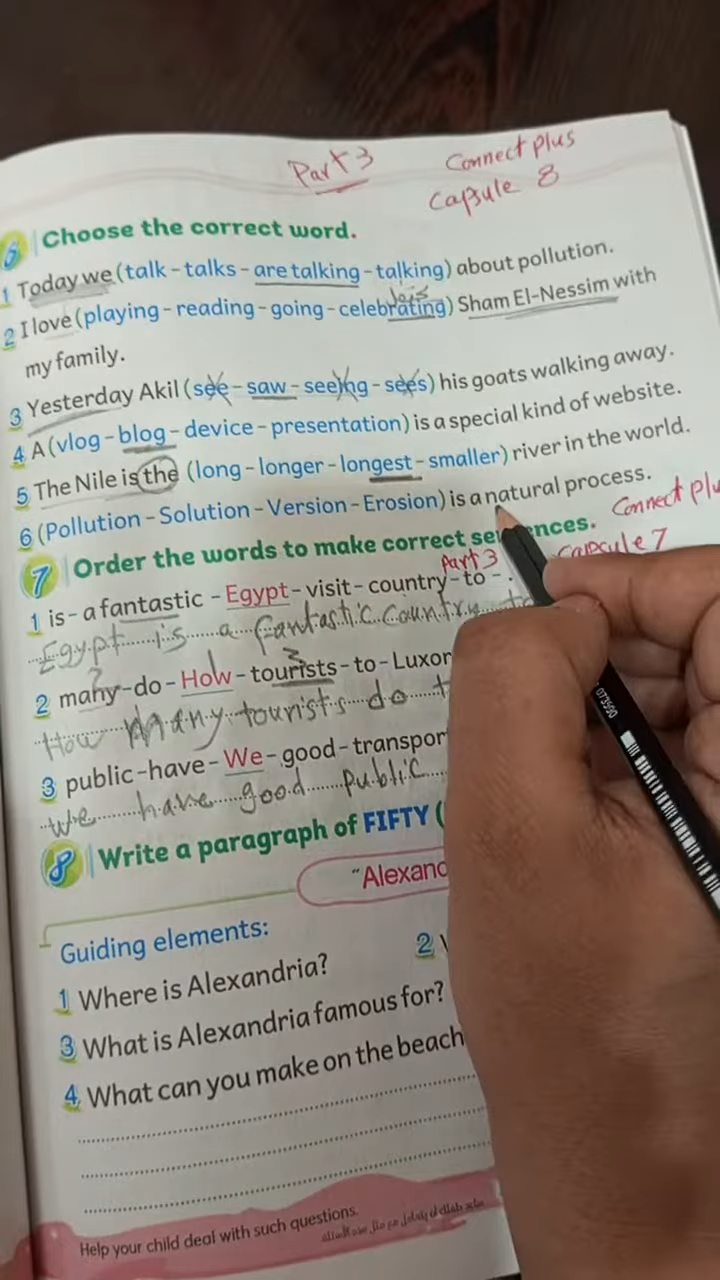 Part 3 Connect plus
Capsule 8
6 Choose the correct word.
1 Today we (talk - talks - are talking - talking) about pollution.
2 I love (playing - reading - going - celebrating) Sham El-Nessim with
my family.
3 Yesterday Akil (see - saw - seeing - sees) his goats walking away.
4 A (vlog - blog - device - presentation) is a special kind of website.
5 The Nile is the (long - longer - longest - smaller) river in the world.
6 (Pollution - Solution - Version - Erosion) is a natural process.
Connect plu
7 Order the words to make correct sentences.
Part 3 Capcule 7
1 is - a fantastic - Egypt - visit - country - to - .
Egypt is a fantastic country to
2 many - do - How - tourists - to - Luxor
How many tourists do t
3 public - have - We - good - transpor
We have good public
8 Write a paragraph of FIFTY (
"Alexand
Guiding elements:
1 Where is Alexandria?
2
3 What is Alexandria famous for?
4 What can you make on the beach
Help your child deal with such questions.